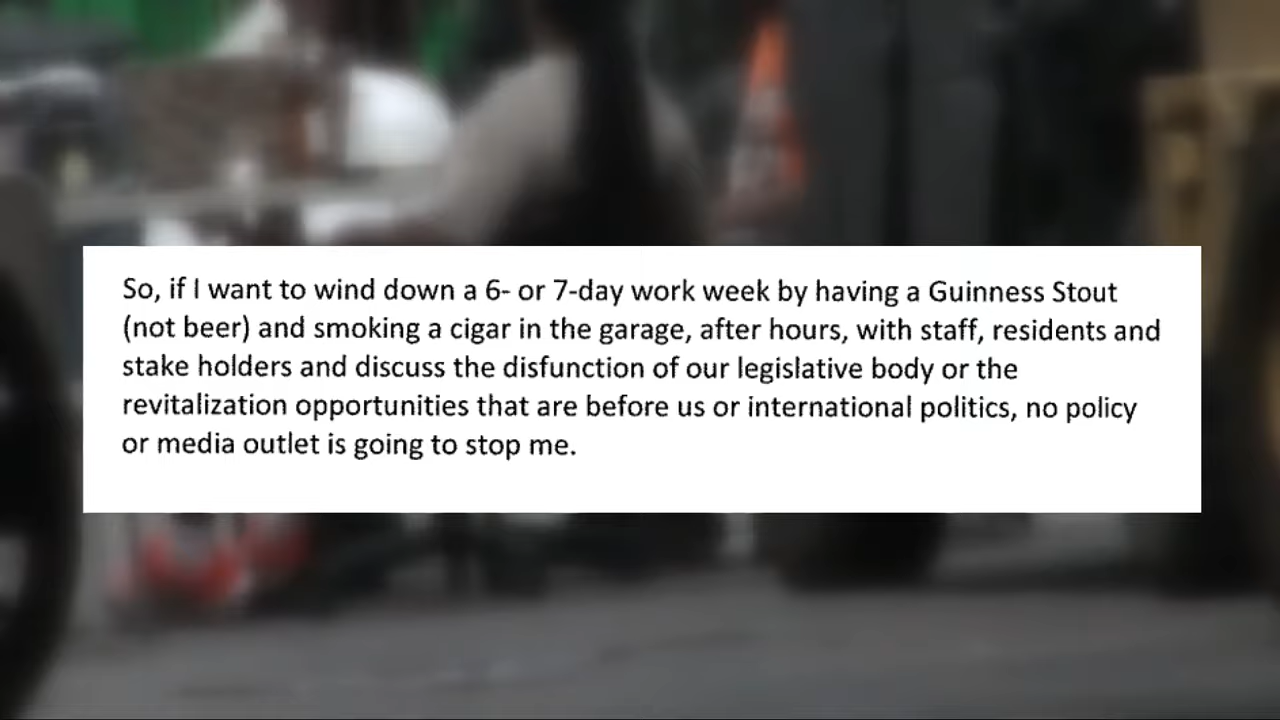 So, if I want to wind down a 6- or 7-day work week by having a Guinness Stout
(not beer) and smoking a cigar in the garage, after hours, with staff, residents and
stake holders and discuss the disfunction of our legislative body or the
revitalization opportunities that are before us or international politics, no policy
or media outlet is going to stop me.